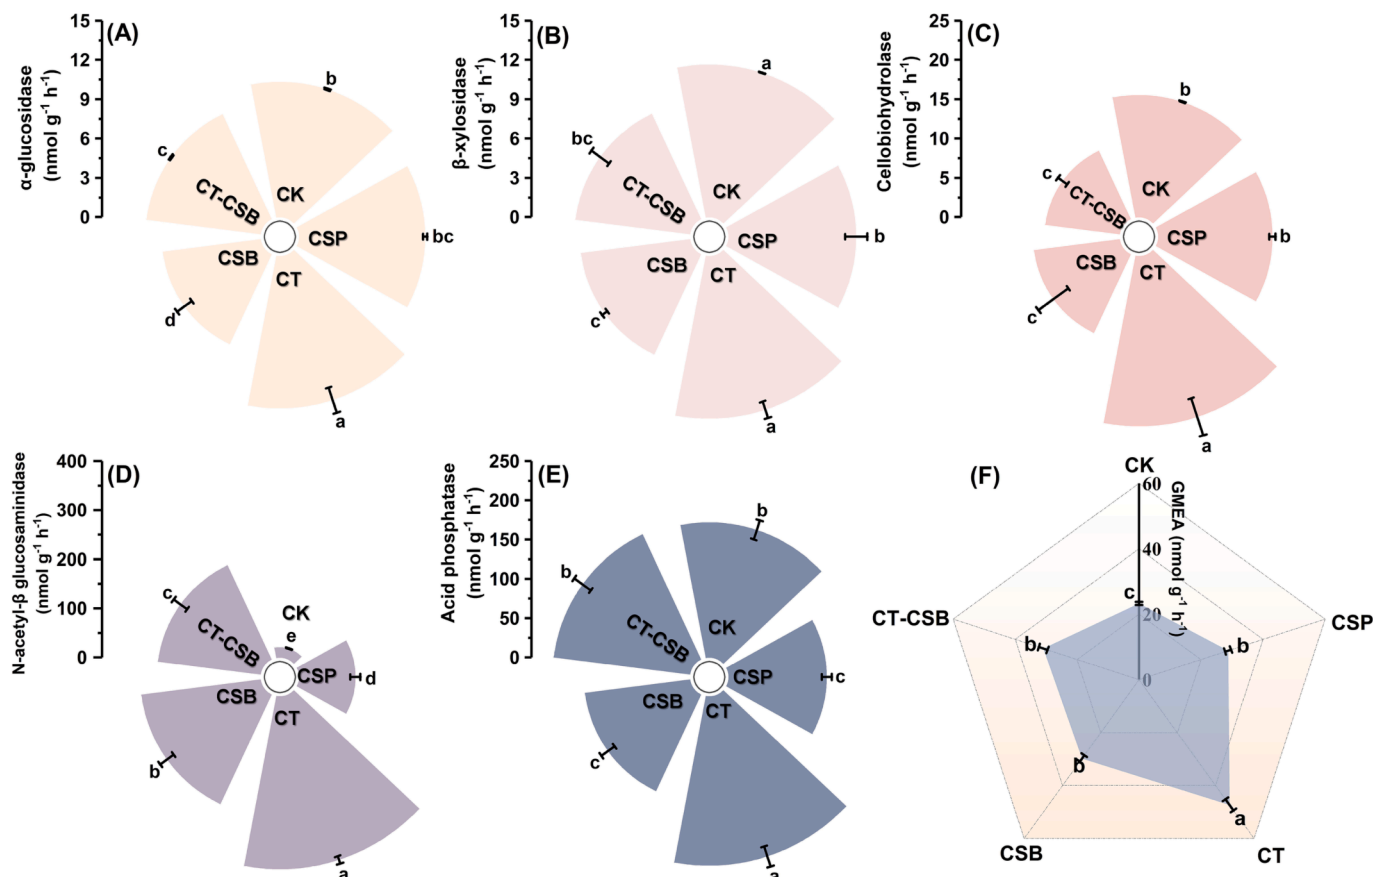 (A)
α-glucosidase
(nmol g⁻¹ h⁻¹)
15
12
9
6
3
0
b
c
CK
CT-CSB
CSP
bc
CSB
CT
d
a
(B)
β-xylosidase
(nmol g⁻¹ h⁻¹)
15
12
9
6
3
0
a
bc
CK
CT-CSB
CSP
b
CSB
CT
c
a
(C)
Cellobiohydrolase
(nmol g⁻¹ h⁻¹)
25
20
15
10
5
0
b
c
CK
CT-CSB
CSP
b
CSB
CT
c
a
(D)
N-acetyl-β glucosaminidase
(nmol g⁻¹ h⁻¹)
400
300
200
100
0
c
CK
e
CT-CSB
CSP
d
CSB
CT
b
a
(E)
Acid phosphatase
(nmol g⁻¹ h⁻¹)
250
200
150
100
50
0
b
b
CK
CT-CSB
CSP
c
CSB
CT
c
a
(F)
CK
GMEA (nmol g⁻¹ h⁻¹)
60
40
20
0
c
CT-CSB
CSP
b
b
b
a
CSB
CT